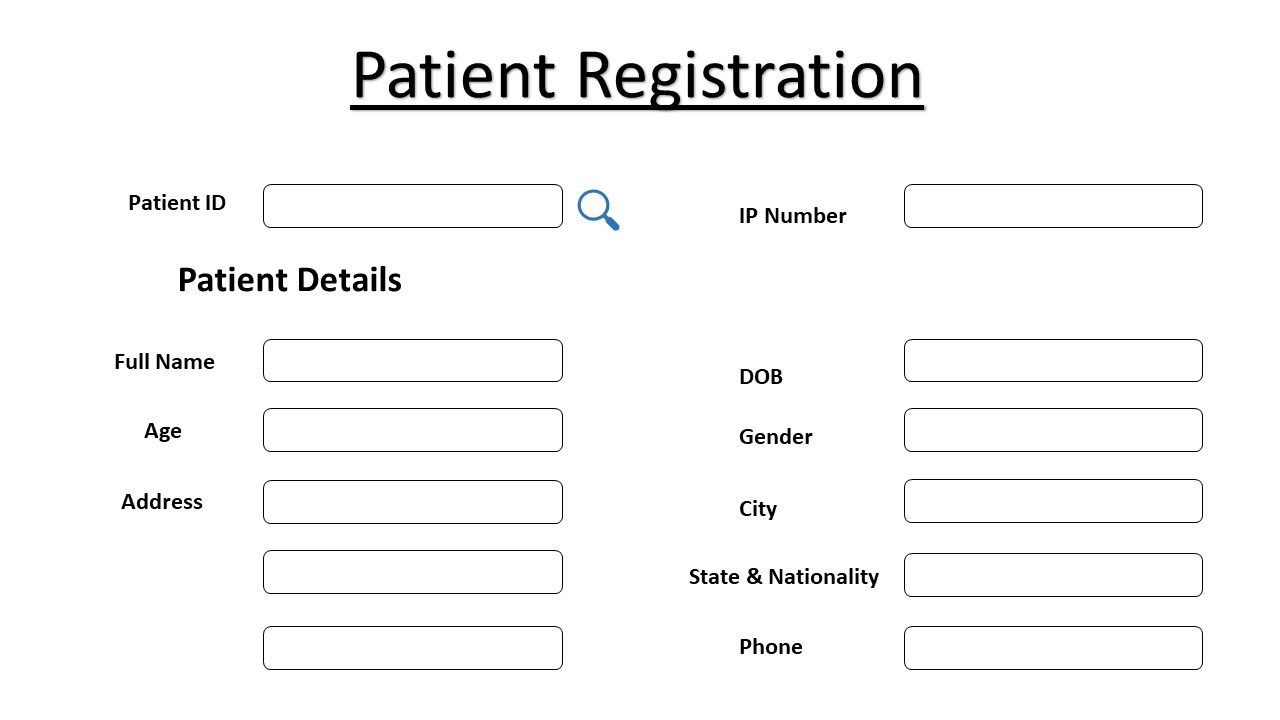 Patient Registration
Patient ID
IP Number
Patient Details
Full Name
DOB
Age
Gender
Address
City
State & Nationality
Phone